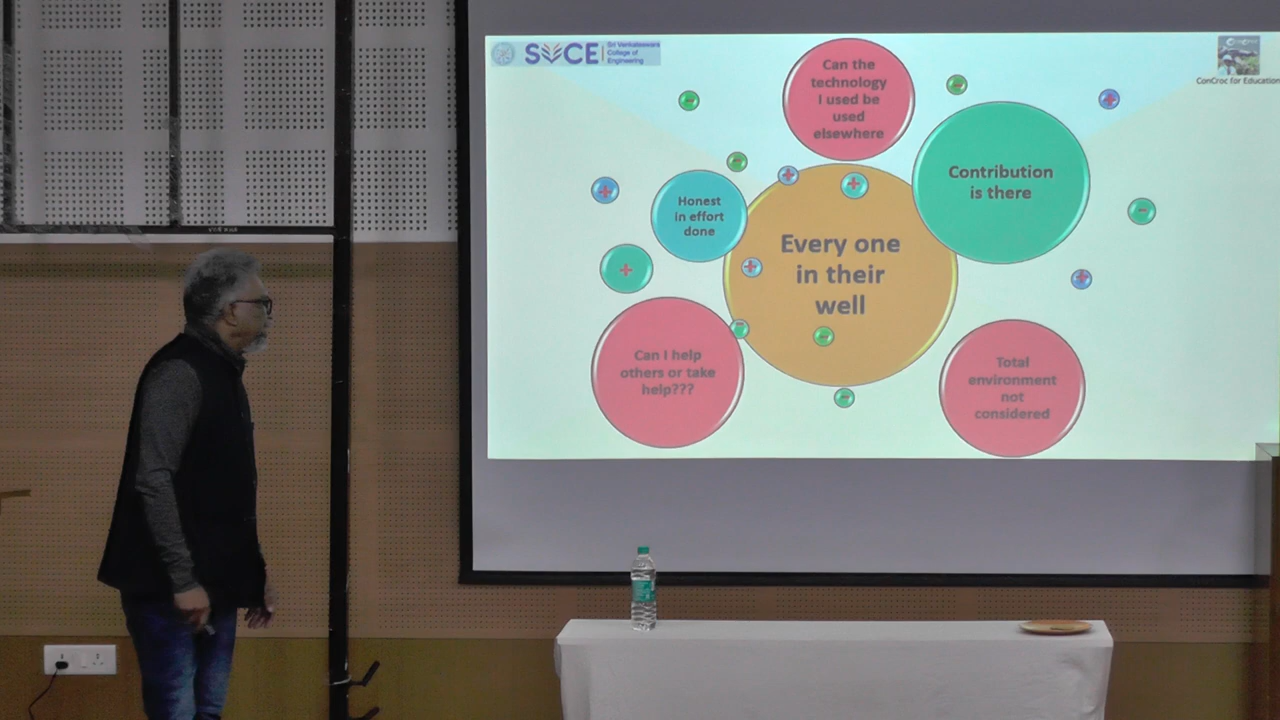 SVCE
Sri Venkateswara
College of
Engineering
ConCroc for Education
Can the
technology
I used be
used
elsewhere
Contribution
is there
Honest
in effort
done
Every one
in their
well
Can I help
others or take
help???
Total
environment
not
considered